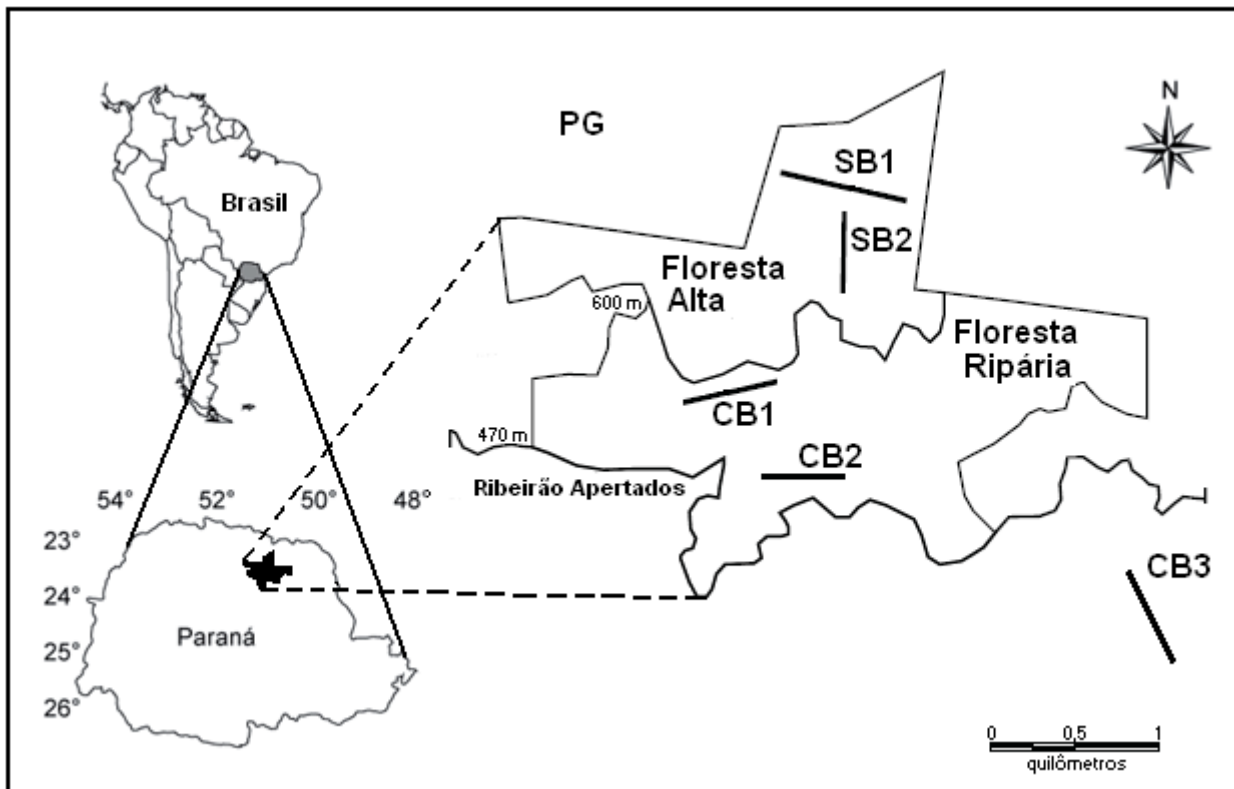 N
PG
SB1
Brasil
SB2
Floresta
Alta
600 m
Floresta
Ripária
CB1
470 m
CB2
Ribeirão Apertados
54° 52° 50° 48°
23°
24°
25°
26°
Paraná
CB3
0 0,5 1
quilômetros